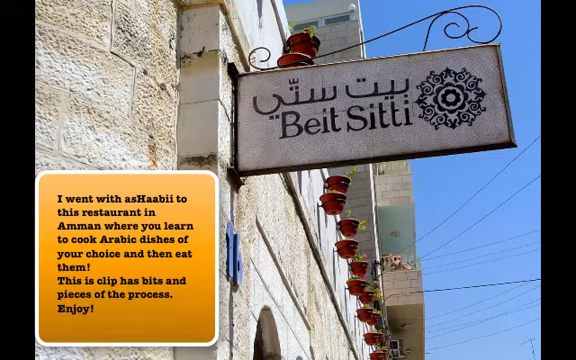 بيت ستّي
Beit Sitti
I went with asHaabii to
this restaurant in
Amman where you learn
to cook Arabic dishes of
your choice and then eat
them!
This is clip has bits and
pieces of the process.
Enjoy!